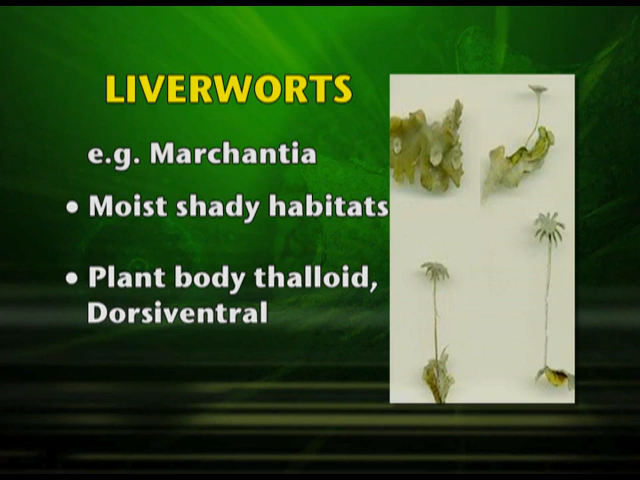 LIVERWORTS
e.g. Marchantia
• Moist shady habitats
• Plant body thalloid,
Dorsiventral